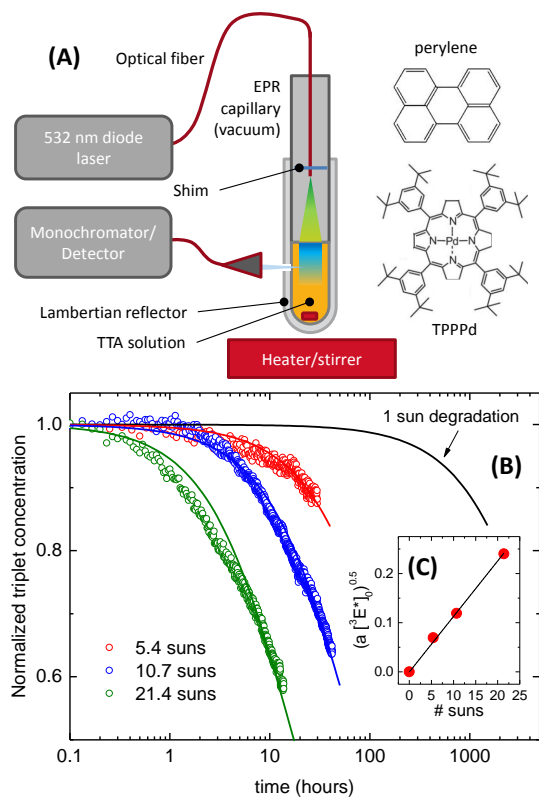 (A)
Optical fiber
532 nm diode
laser
EPR
capillary
(vacuum)
Shim
Monochromator/
Detector
Lambertian reflector
TTA solution
Heater/stirrer
perylene
N
N
Pd
N
N
TPPPd
Normalized triplet concentration
1.0
0.8
0.6
1 sun degradation
(B)
5.4 suns
10.7 suns
21.4 suns
(C)
(a [³E*]₀)⁰·⁵
0.2
0.0
0 5 10 15 20 25
# suns
0.1 1 10 100 1000
time (hours)